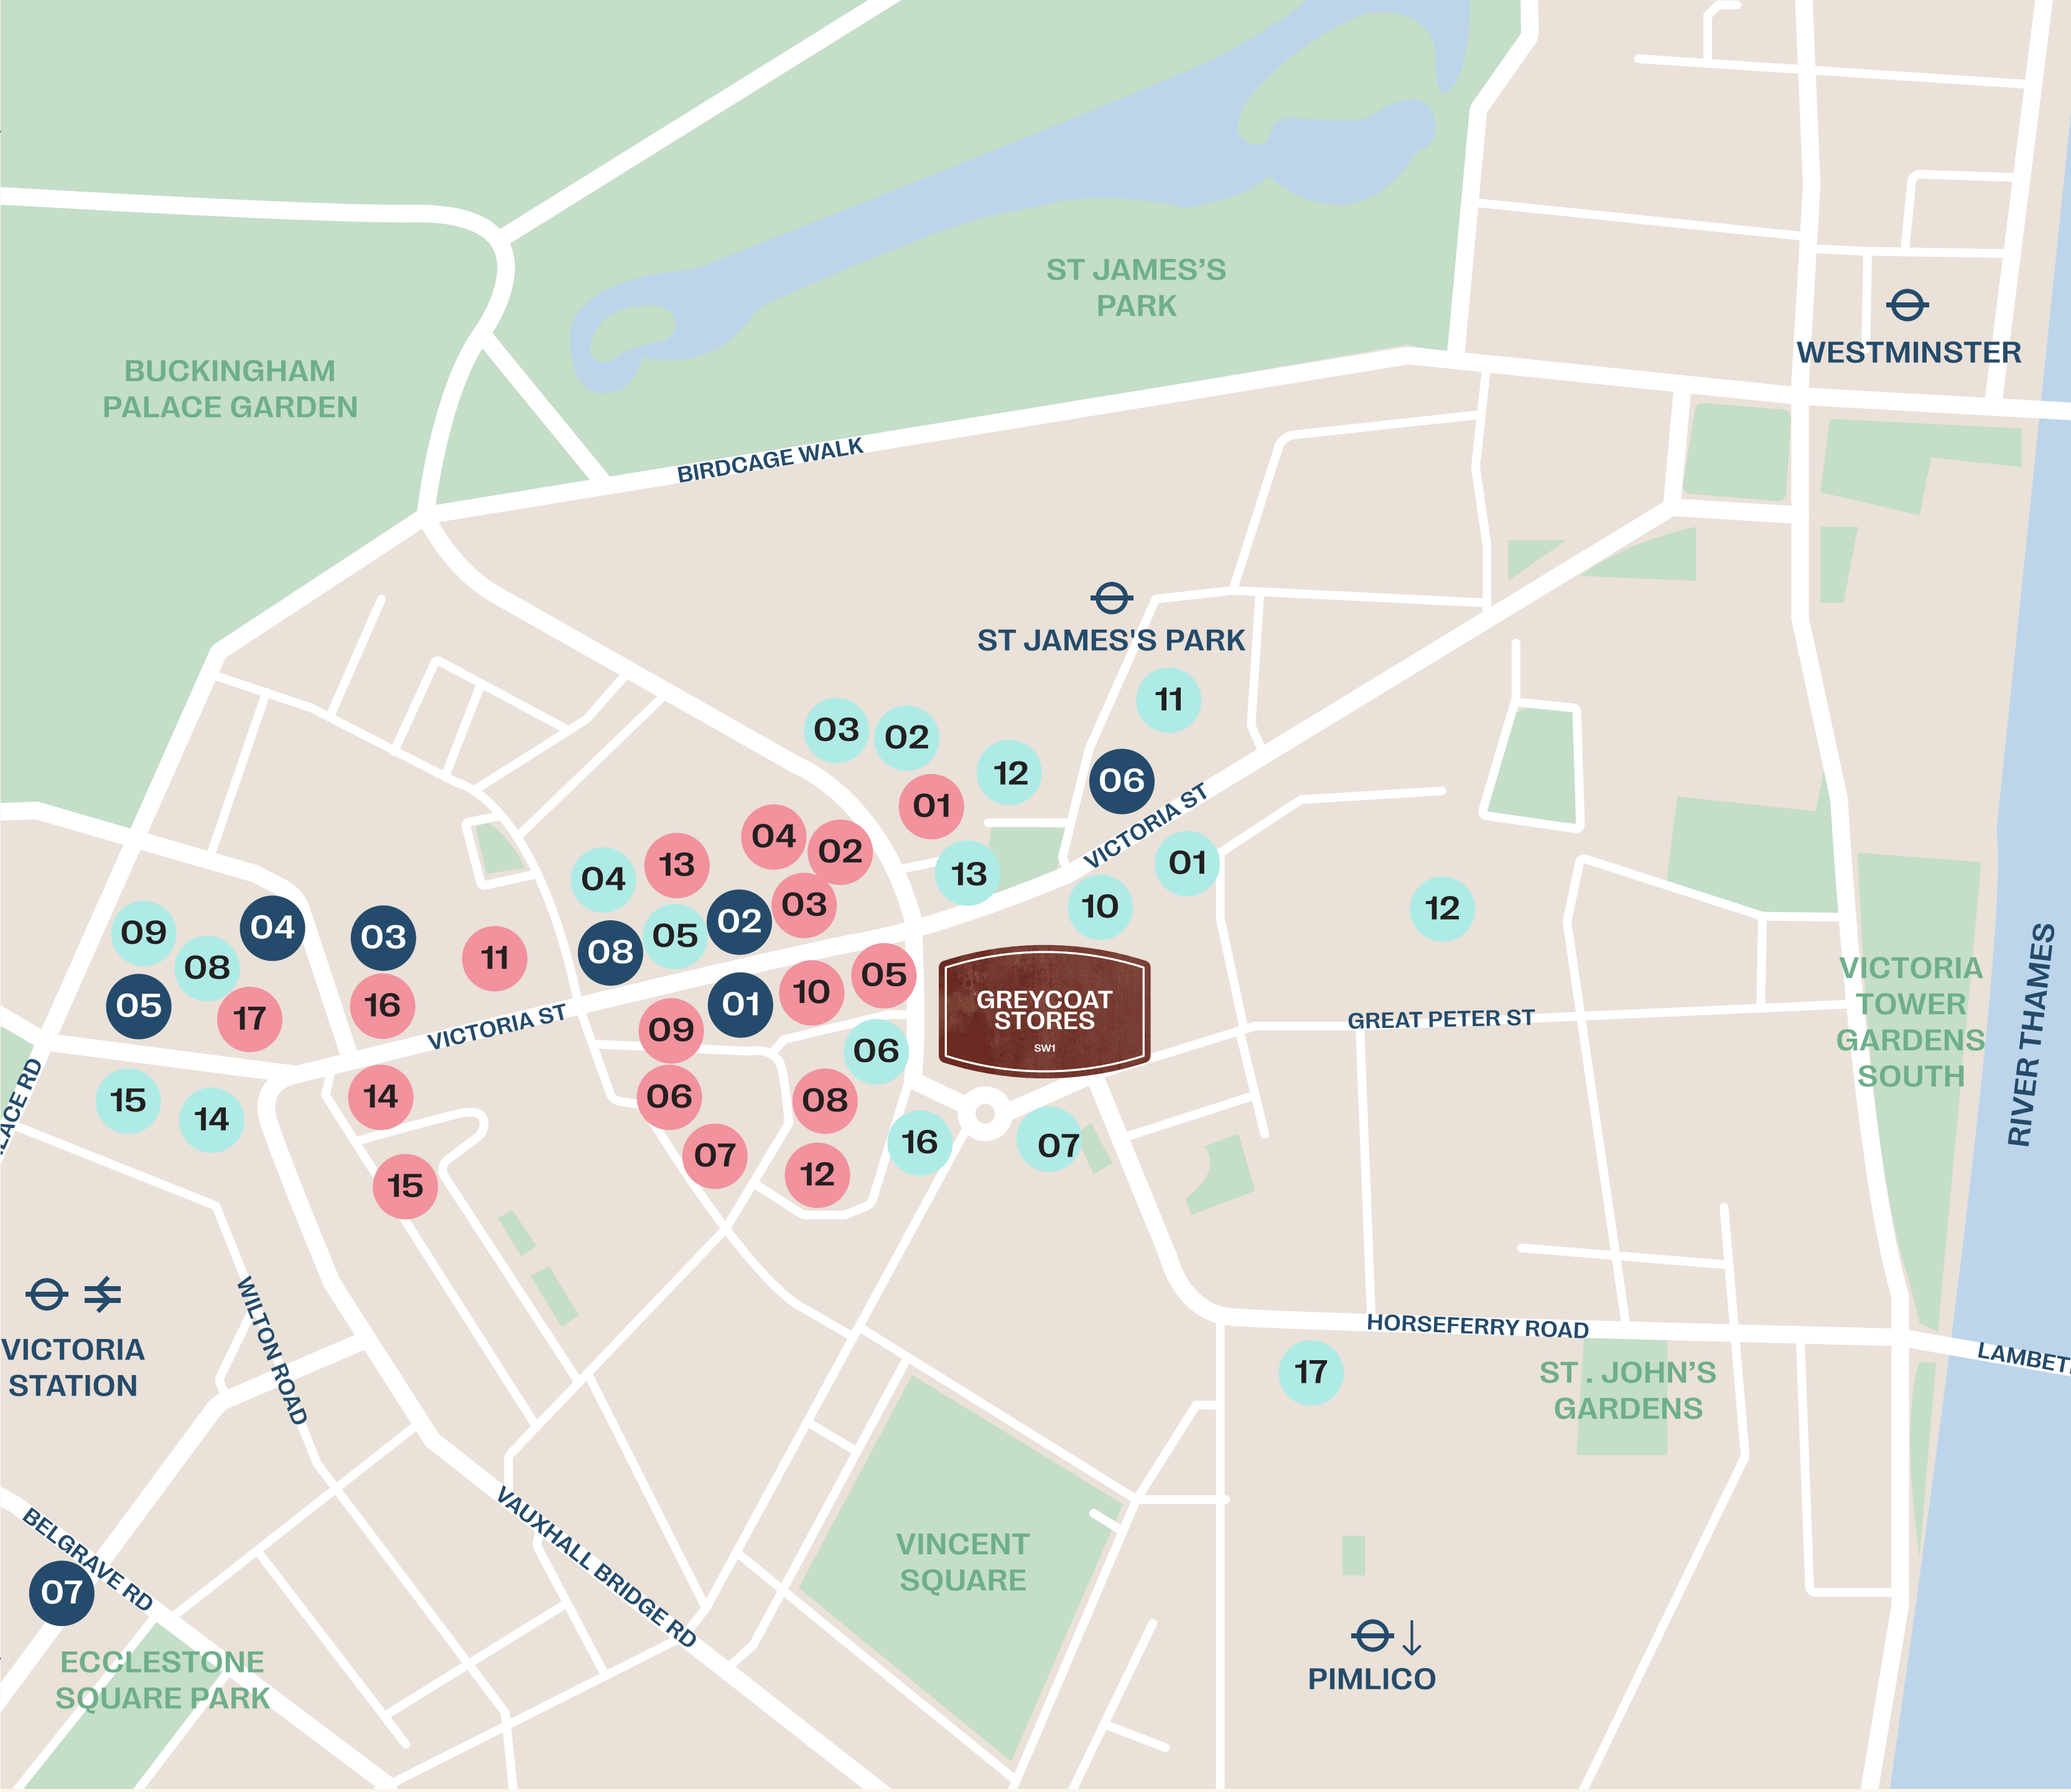 ST JAMES'S
PARK
WESTMINSTER
BUCKINGHAM
PALACE GARDEN
BIRDCAGE WALK
ST JAMES'S PARK
11
03
02
12
06
01
VICTORIA ST
04
02
13
01
04
13
12
03
10
02
05
08
09
04
03
11
08
05
17
16
01
10
05
GREYCOAT
STORES
SW1
VICTORIA
TOWER
GARDENS
SOUTH
RIVER THAMES
GREAT PETER ST
VICTORIA ST
09
06
15
14
14
06
08
16
07
07
12
15
VICTORIA
STATION
WILTON ROAD
HORSEFERRY ROAD
17
ST . JOHN'S
GARDENS
VAUXHALL BRIDGE RD
BELGRAVE RD
07
VINCENT
SQUARE
ECCLESTONE
SQUARE PARK
PIMLICO